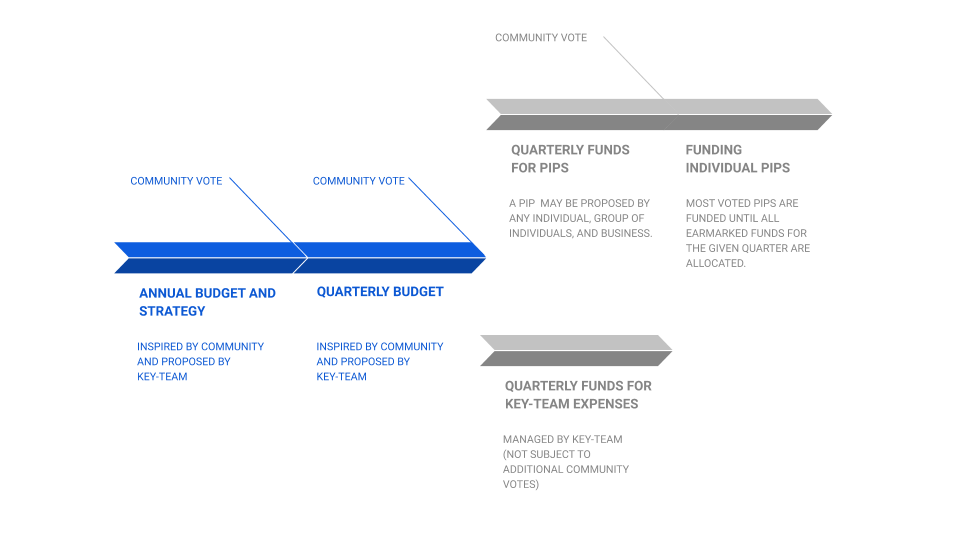 COMMUNITY VOTE
QUARTERLY FUNDS
FOR PIPS
A PIP MAY BE PROPOSED BY
ANY INDIVIDUAL, GROUP OF
INDIVIDUALS, AND BUSINESS.
FUNDING
INDIVIDUAL PIPS
MOST VOTED PIPS ARE
FUNDED UNTIL ALL
EARMARKED FUNDS FOR
THE GIVEN QUARTER ARE
ALLOCATED.
COMMUNITY VOTE
COMMUNITY VOTE
ANNUAL BUDGET AND
STRATEGY
INSPIRED BY COMMUNITY
AND PROPOSED BY
KEY-TEAM
QUARTERLY BUDGET
INSPIRED BY COMMUNITY
AND PROPOSED BY
KEY-TEAM
QUARTERLY FUNDS FOR
KEY-TEAM EXPENSES
MANAGED BY KEY-TEAM
(NOT SUBJECT TO
ADDITIONAL COMMUNITY
VOTES)